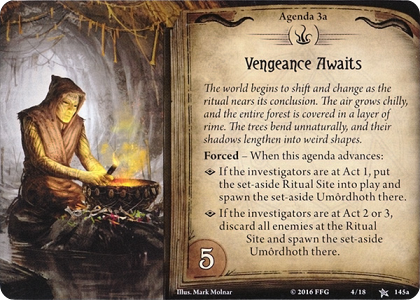 Agenda 3a
Vengeance Awaits
The world begins to shift and change as the
ritual nears its conclusion. The air grows chilly,
and the entire forest is covered in a layer of
rime. The trees bend unnaturally, and their
shadows lengthen into weird shapes.
Forced – When this agenda advances:
If the investigators are at Act 1, put
the set-aside Ritual Site into play and
spawn the set-aside Umôrdhoth there.
If the investigators are at Act 2 or 3,
discard all enemies at the Ritual
Site and spawn the set-aside
Umôrdhoth there.
5
Illus. Mark Molnar
© 2016 FFG
4/18
145a